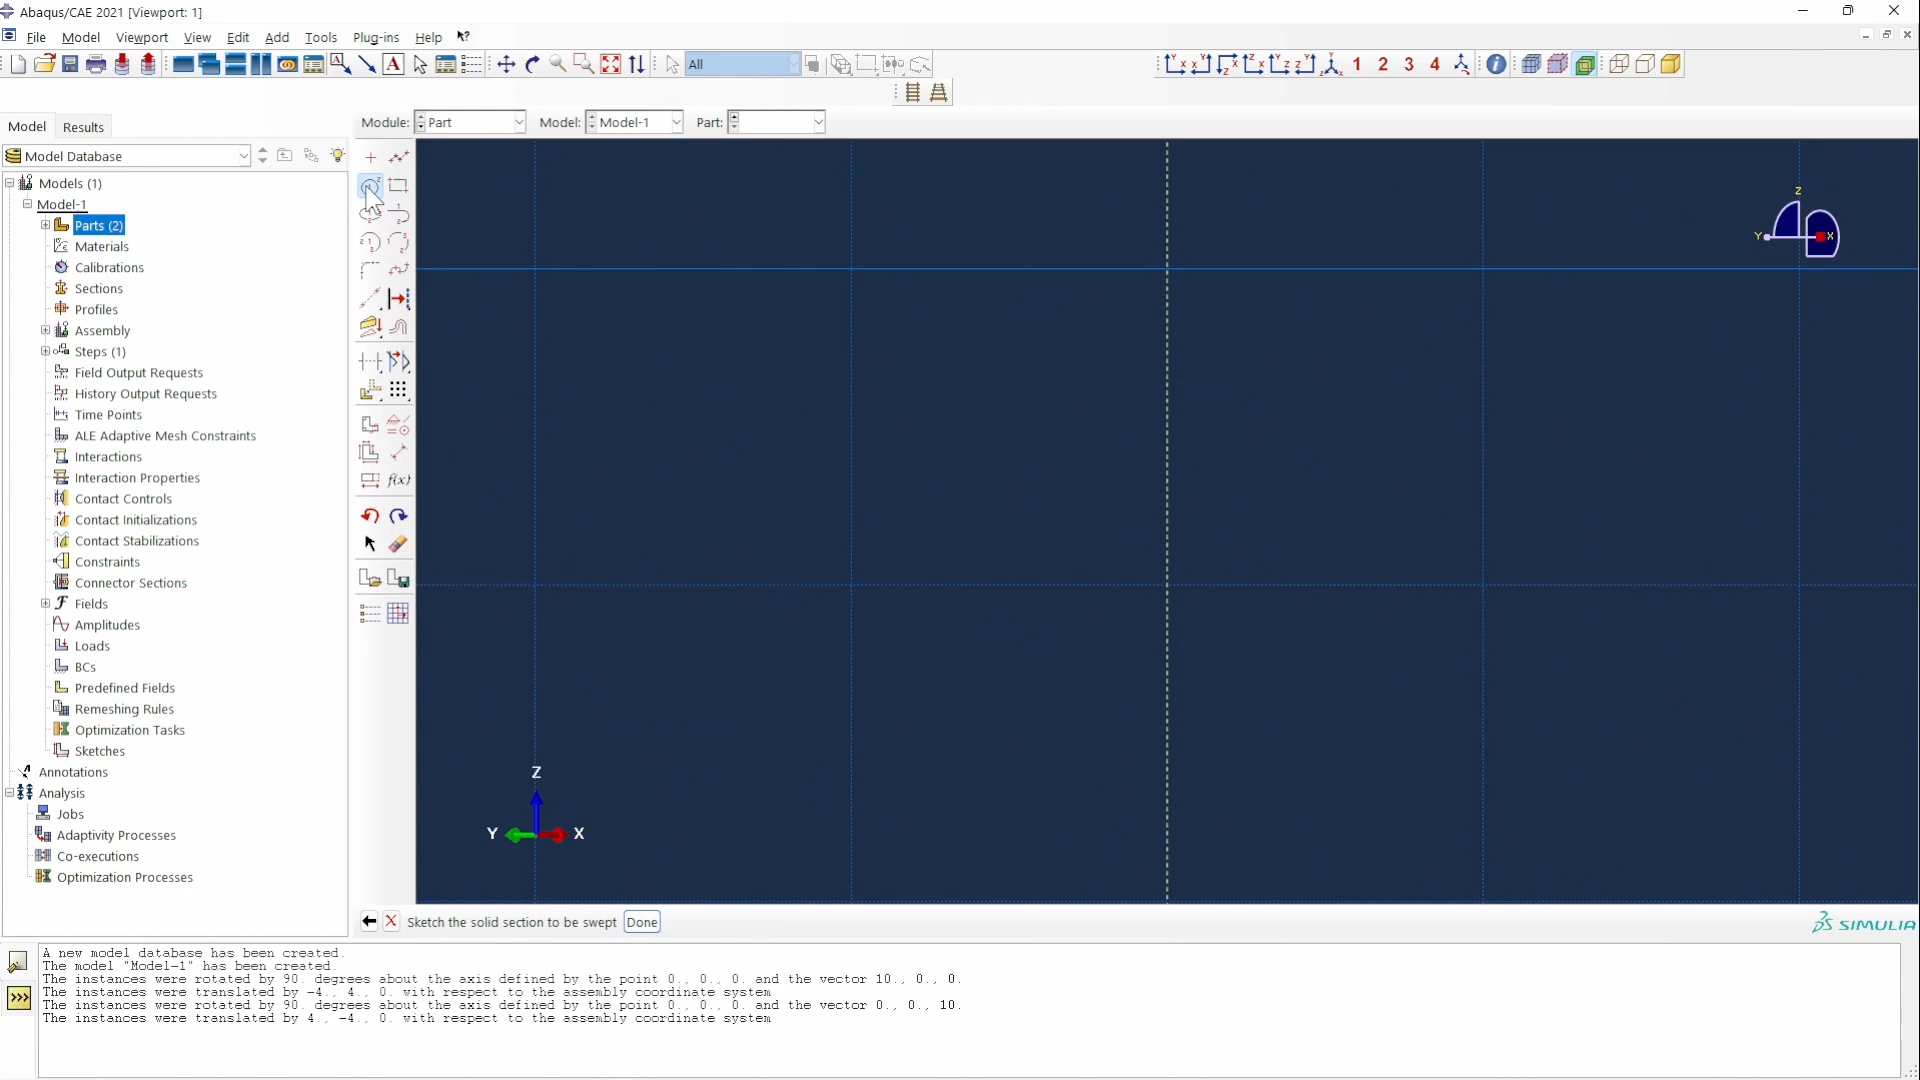 Abaqus/CAE 2021 [Viewport: 1]
File Model Viewport View Edit Add Tools Plug-ins Help
All
1 2 3 4
Model Results
Module: Part Model: Model-1 Part:
Model Database
Models (1)
Model-1
Parts (2)
Materials
Calibrations
Sections
Profiles
Assembly
Steps (1)
Field Output Requests
History Output Requests
Time Points
ALE Adaptive Mesh Constraints
Interactions
Interaction Properties
Contact Controls
Contact Initializations
Contact Stabilizations
Constraints
Connector Sections
Fields
Amplitudes
Loads
BCs
Predefined Fields
Remeshing Rules
Optimization Tasks
Sketches
Annotations
Analysis
Jobs
Adaptivity Processes
Co-executions
Optimization Processes
f(x)
Z
Y X
Z
Y X
Sketch the solid section to be swept Done
SIMULIA
A new model database has been created.
The model "Model-1" has been created.
The instances were rotated by 90. degrees about the axis defined by the point 0., 0., 0. and the vector 10., 0., 0.
The instances were translated by -4., 4., 0. with respect to the assembly coordinate system
The instances were rotated by 90. degrees about the axis defined by the point 0., 0., 0. and the vector 0., 0., 10.
The instances were translated by 4., -4., 0. with respect to the assembly coordinate system